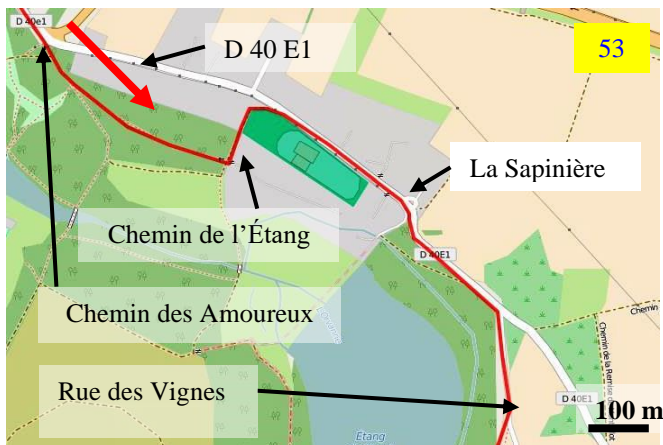 D 40e1
D 40 E1
53
La Sapinière
Chemin de l'Étang
D 40E1
Chemin des Amoureux
Chemin
Rue des Vignes
D 40E1
100 m
Étang